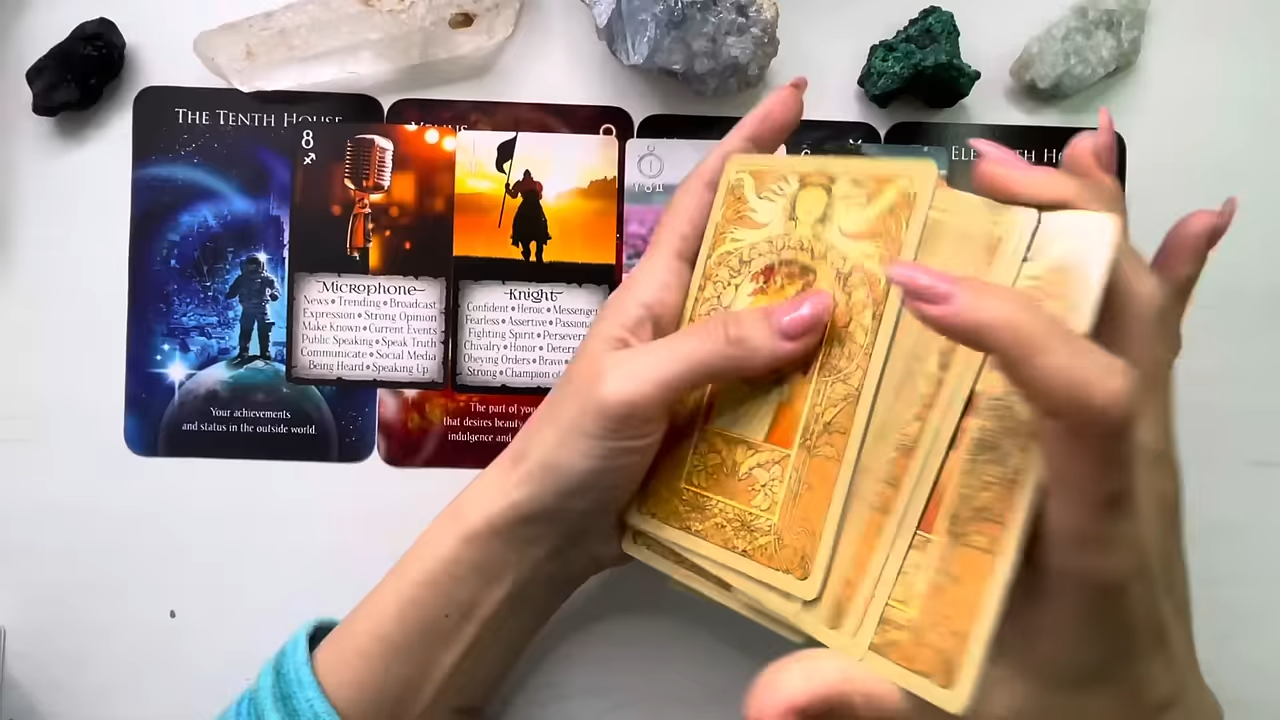 THE TENTH HOUSE
8
Microphone
News • Trending • Broadcast
Expression • Strong Opinion
Make Known • Current Events
Public Speaking • Speak Truth
Communicate • Social Media
Being Heard • Speaking Up
Your achievements
and status in the outside world.
VENUS
Knight
Confident • Heroic • Messenger
Fearless • Assertive
Fighting Spirit
Chivalry • Honor
Obeying Orders • Brave
Strong • Champion of
The part of you
that desires beauty
indulgence and